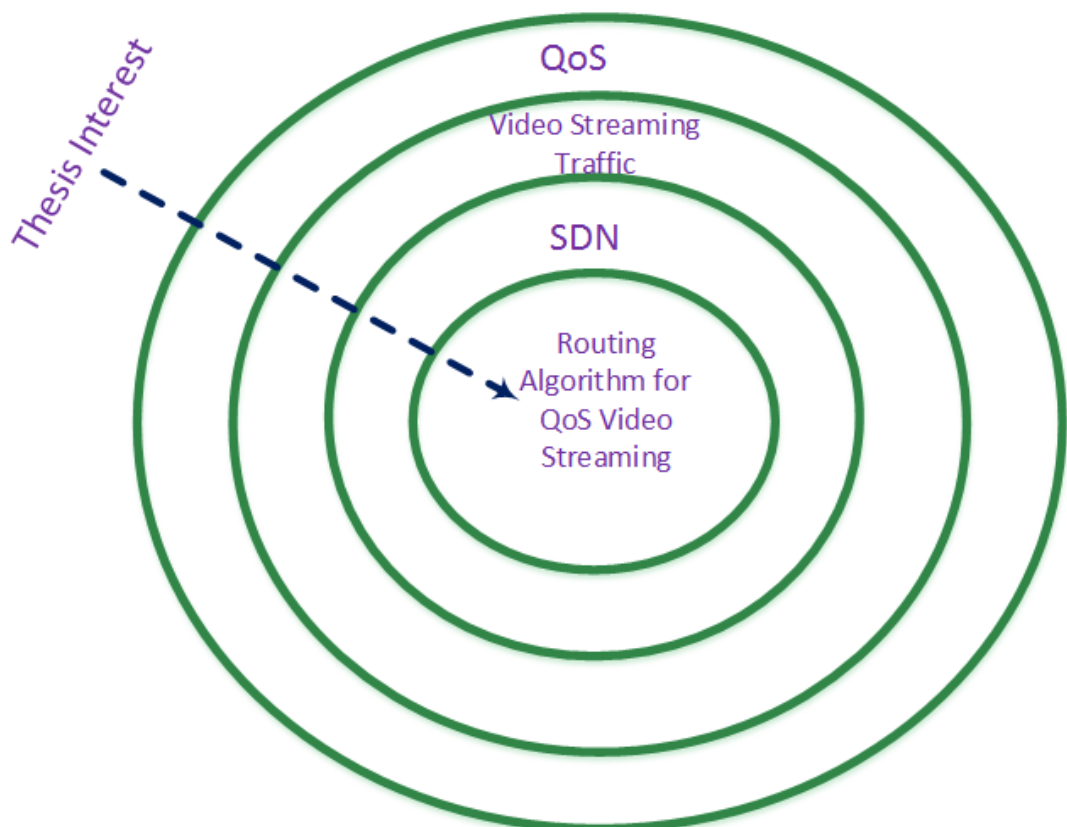 QoS
Video Streaming
Traffic
Thesis Interest
SDN
Routing
Algorithm for
QoS Video
Streaming